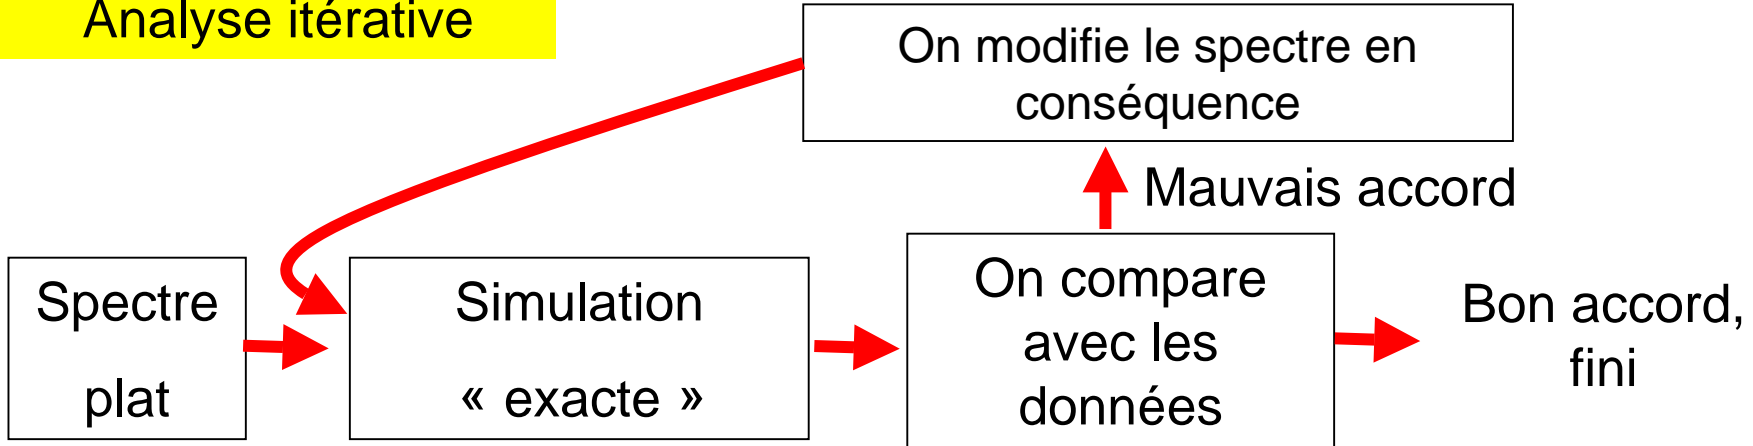 Analyse itérative
On modifie le spectre en
conséquence
Mauvais accord
Spectre
plat
Simulation
« exacte »
On compare
avec les
données
Bon accord,
fini